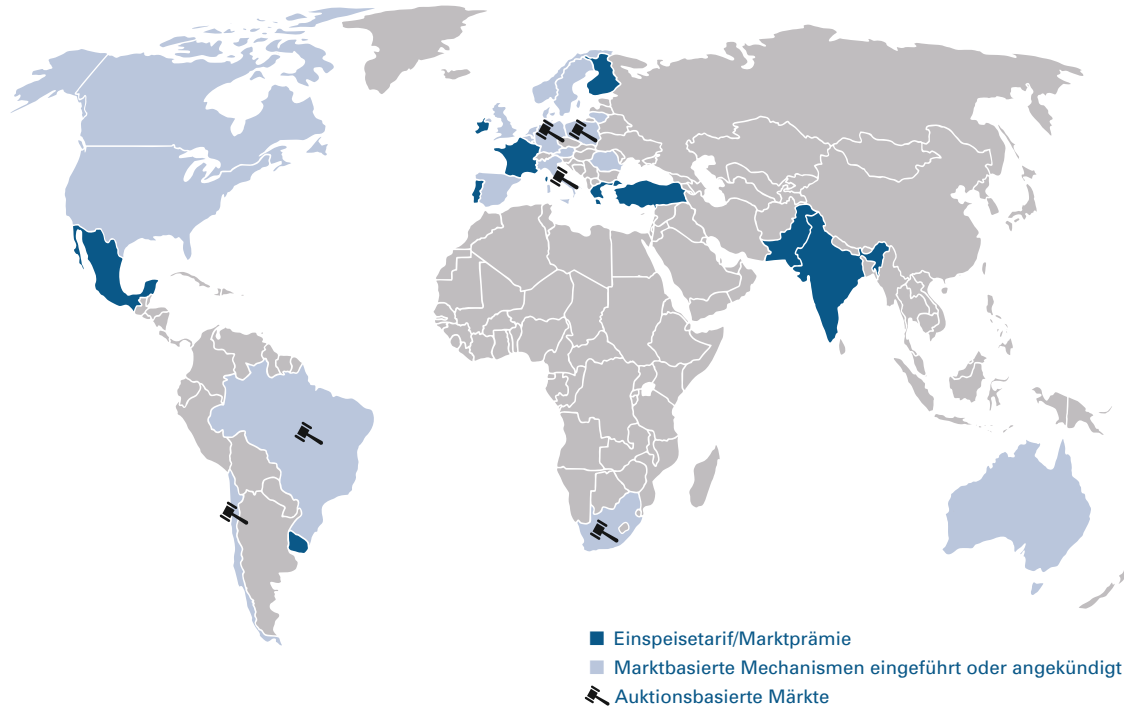 Einspeisetarif/Marktprämie
Marktbasierte Mechanismen eingeführt oder angekündigt
Auktionsbasierte Märkte